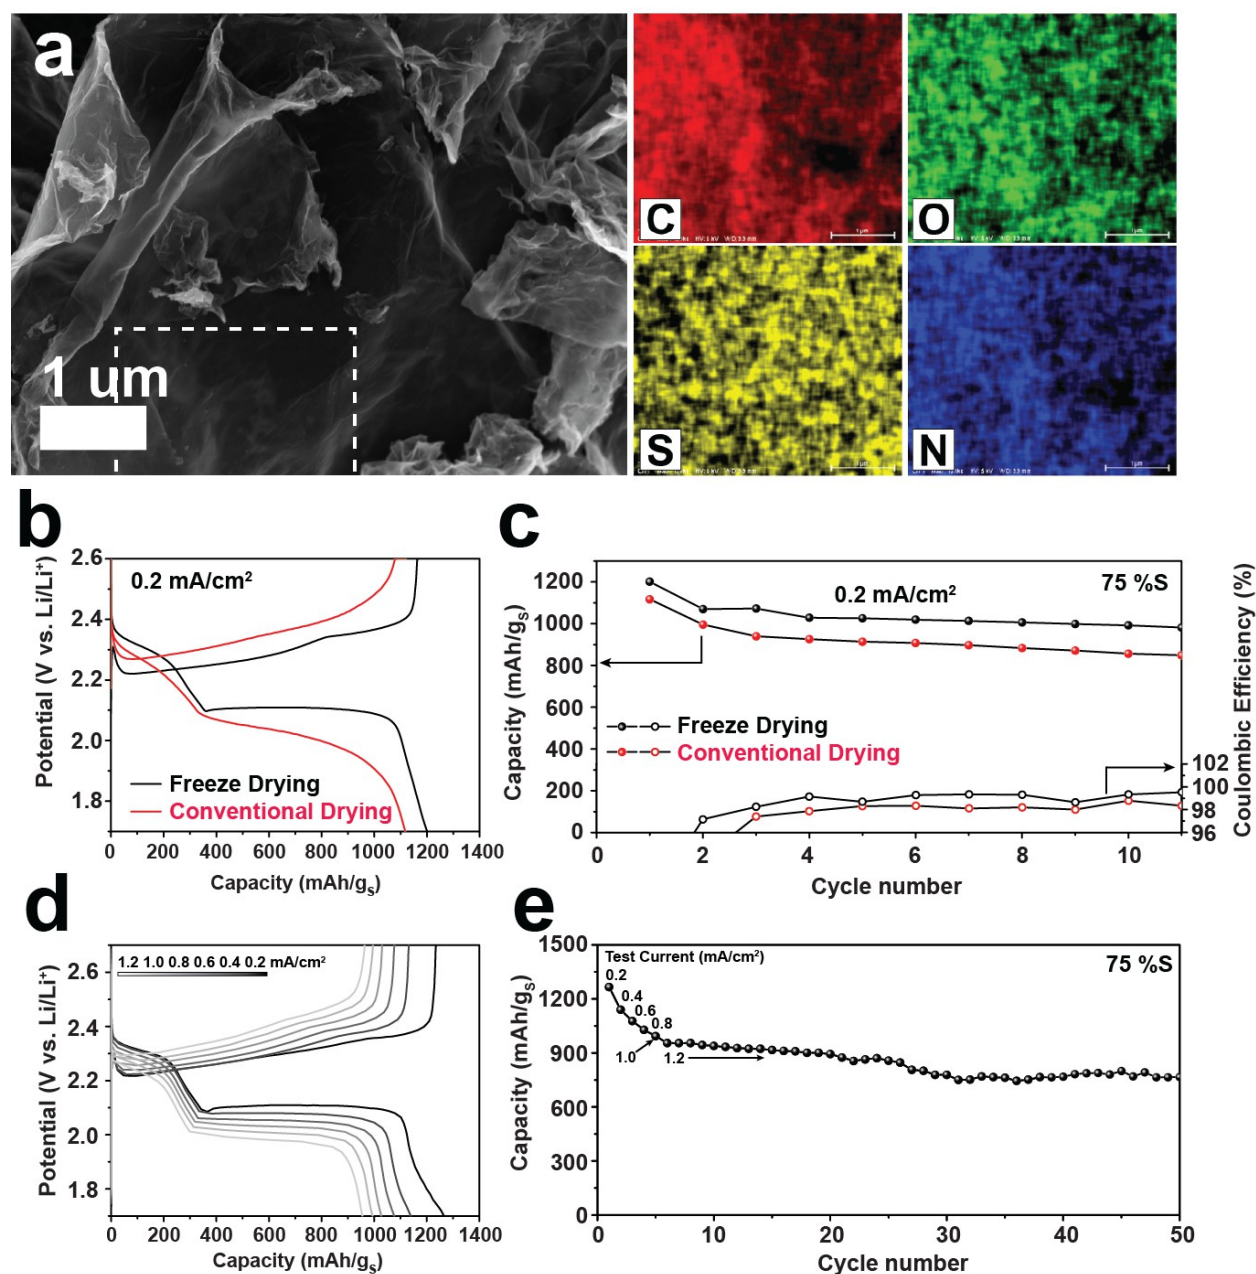 a
1 um
C
O
S
N
1µm
1µm
1µm
1µm
b
Potential (V vs. Li/Li⁺)
2.6
2.4
2.2
2.0
1.8
0.2 mA/cm²
Freeze Drying
Conventional Drying
0 200 400 600 800 1000 1200 1400
Capacity (mAh/gₛ)
c
Capacity (mAh/gₛ)
1200
1000
800
600
400
200
0
0.2 mA/cm²
75 %S
Freeze Drying
Conventional Drying
Coulombic Efficiency (%)
102
100
98
96
0 2 4 6 8 10
Cycle number
d
Potential (V vs. Li/Li⁺)
2.6
2.4
2.2
2.0
1.8
1.2 1.0 0.8 0.6 0.4 0.2 mA/cm²
0 200 400 600 800 1000 1200 1400
Capacity (mAh/gₛ)
e
Capacity (mAh/gₛ)
1500
1200
900
600
300
0
Test Current (mA/cm²)
75 %S
0.2
0.4
0.6
0.8
1.0
1.2
0 10 20 30 40 50
Cycle number